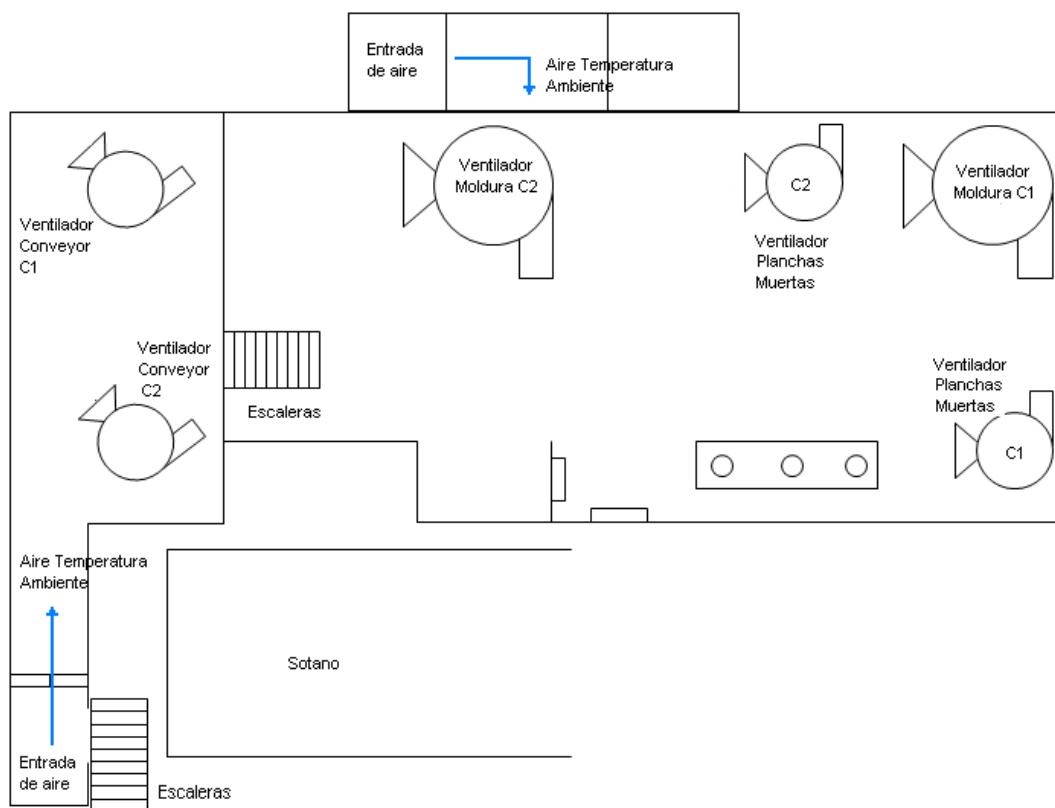 Entrada
de aire
Aire Temperatura
Ambiente
Ventilador
Moldura C2
C2
Ventilador
Moldura C1
Ventilador
Conveyor
C1
Ventilador
Planchas
Muertas
Ventilador
Conveyor
C2
Escaleras
Ventilador
Planchas
Muertas
C1
Aire Temperatura
Ambiente
Sotano
Entrada
de aire
Escaleras